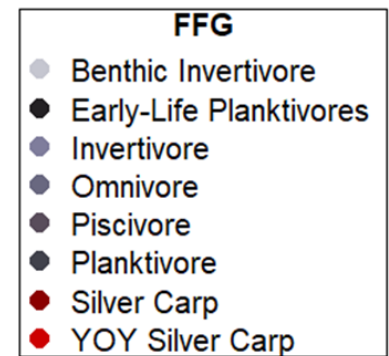 FFG
Benthic Invertivore
Early-Life Planktivores
Invertivore
Omnivore
Piscivore
Planktivore
Silver Carp
YOY Silver Carp